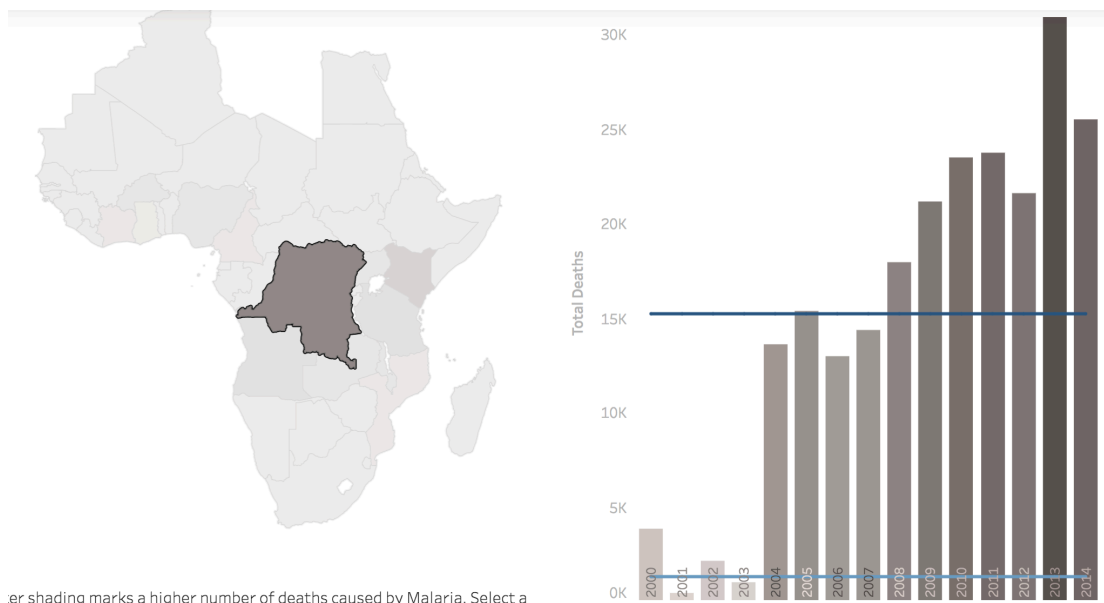 30K
25K
20K
15K
10K
5K
0K
Total Deaths
2000
2001
2002
2003
2004
2005
2006
2007
2008
2009
2010
2011
2012
2013
2014
er shading marks a higher number of deaths caused by Malaria. Select a